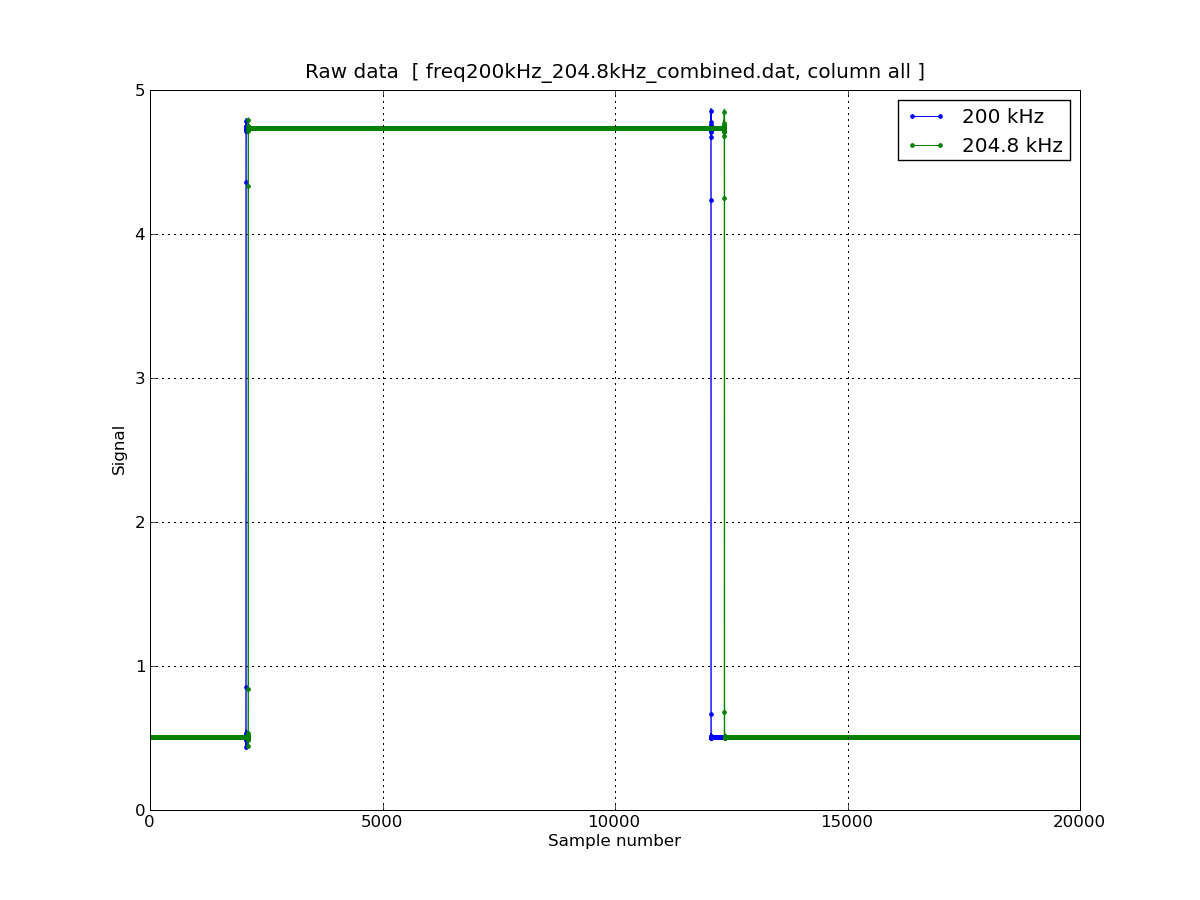 Raw data  [ freq200kHz_204.8kHz_combined.dat, column all ]
5
200 kHz
204.8 kHz
4
3
Signal
2
1
0
0 5000 10000 15000 20000
Sample number